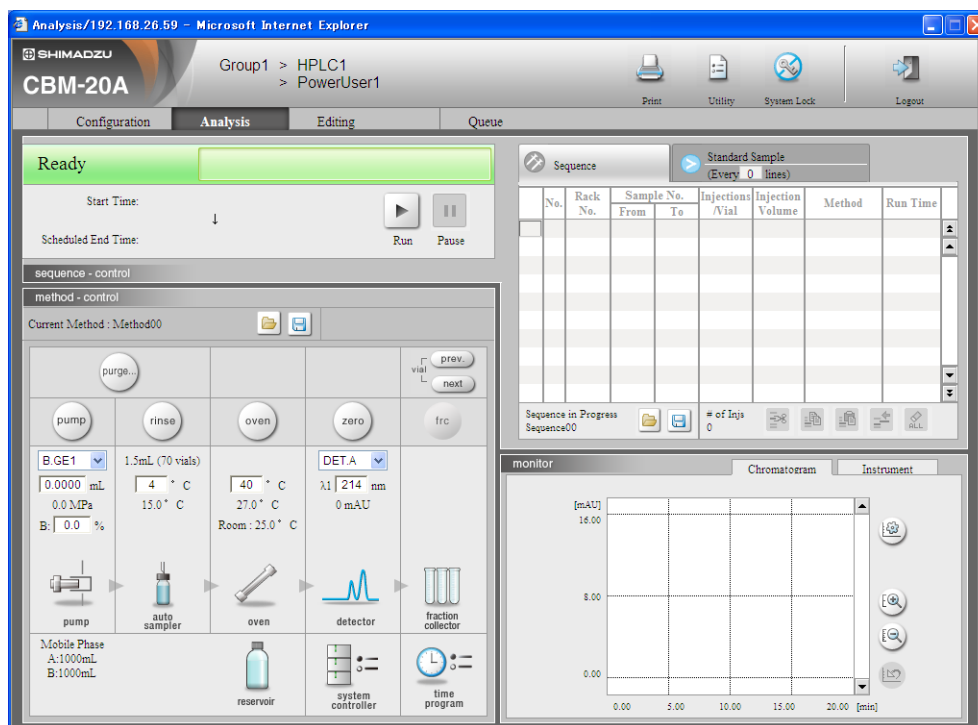 Analysis/192.168.26.59 - Microsoft Internet Explorer
SHIMADZU
CBM-20A
Group1 > HPLC1
> PowerUser1
Print
Utility
System Lock
Logout
Configuration
Analysis
Editing
Queue
Ready
Start Time:
↓
Scheduled End Time:
Run
Pause
sequence - control
method - control
Current Method : Method00
purge...
vial
prev.
next
pump
rinse
oven
zero
frc
B.GE1
1.5mL (70 vials)
DET.A
0.0000 mL
4 ° C
40 ° C
λ1 214 nm
0.0 MPa
15.0° C
27.0° C
0 mAU
B: 0.0 %
Room : 25.0° C
pump
auto
sampler
oven
detector
fraction
collector
Mobile Phase
A:1000mL
B:1000mL
reservoir
system
controller
time
program
Sequence
Standard Sample
(Every 0 lines)
No.
Rack
No.
Sample No.
From To
Injections
/Vial
Injection
Volume
Method
Run Time
Sequence in Progress
Sequence00
# of Injs
0
ALL
monitor
Chromatogram
Instrument
[mAU]
16.00
8.00
0.00
0.00 5.00 10.00 15.00 20.00 [min]